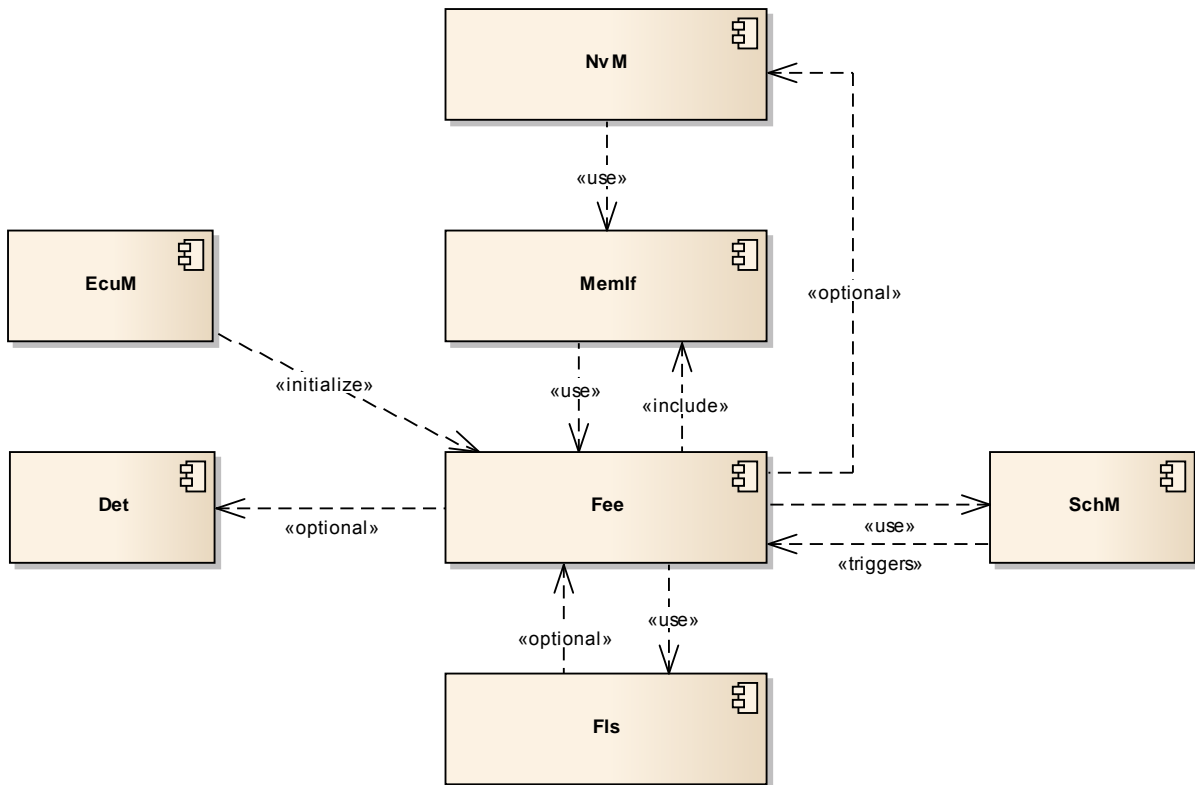 NvM
«use»
EcuM
MemIf
«optional»
«initialize»
«use»
«include»
Det
Fee
SchM
«optional»
«use»
«triggers»
«optional»
«use»
Fls